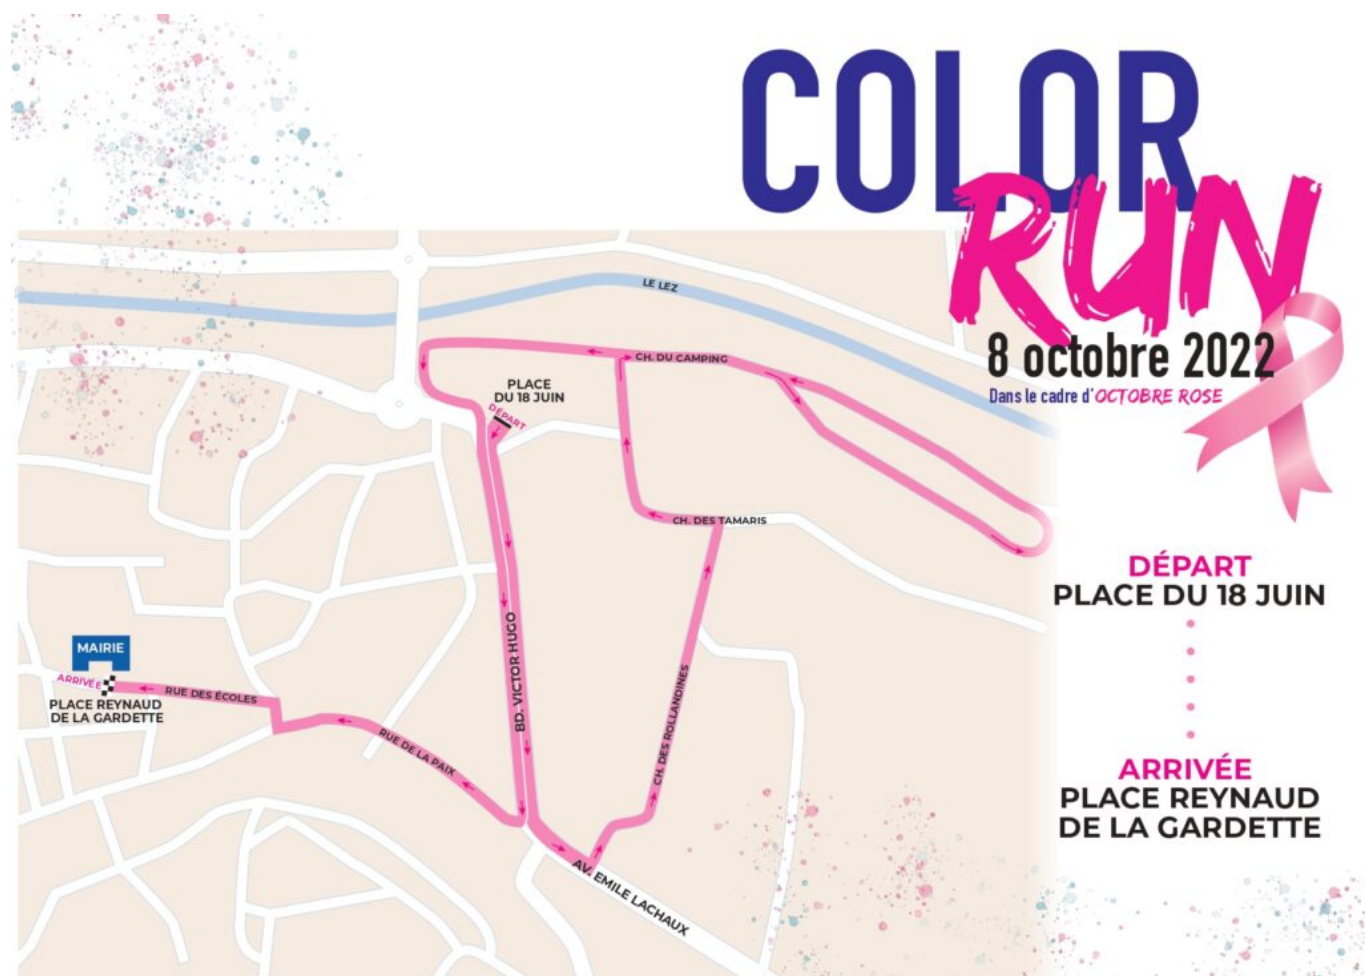 COLOR
RUN
8 octobre 2022
Dans le cadre d'OCTOBRE ROSE
LE LEZ
CH. DU CAMPING
PLACE
DU 18 JUIN
DÉPART
CH. DES TAMARIS
BD. VICTOR HUGO
CH. DES ROLLANDINES
MAIRIE
ARRIVÉE
RUE DES ÉCOLES
PLACE REYNAUD
DE LA GARDETTE
RUE DE LA PAIX
AV. EMILE LACHAUX
DÉPART
PLACE DU 18 JUIN
ARRIVÉE
PLACE REYNAUD
DE LA GARDETTE